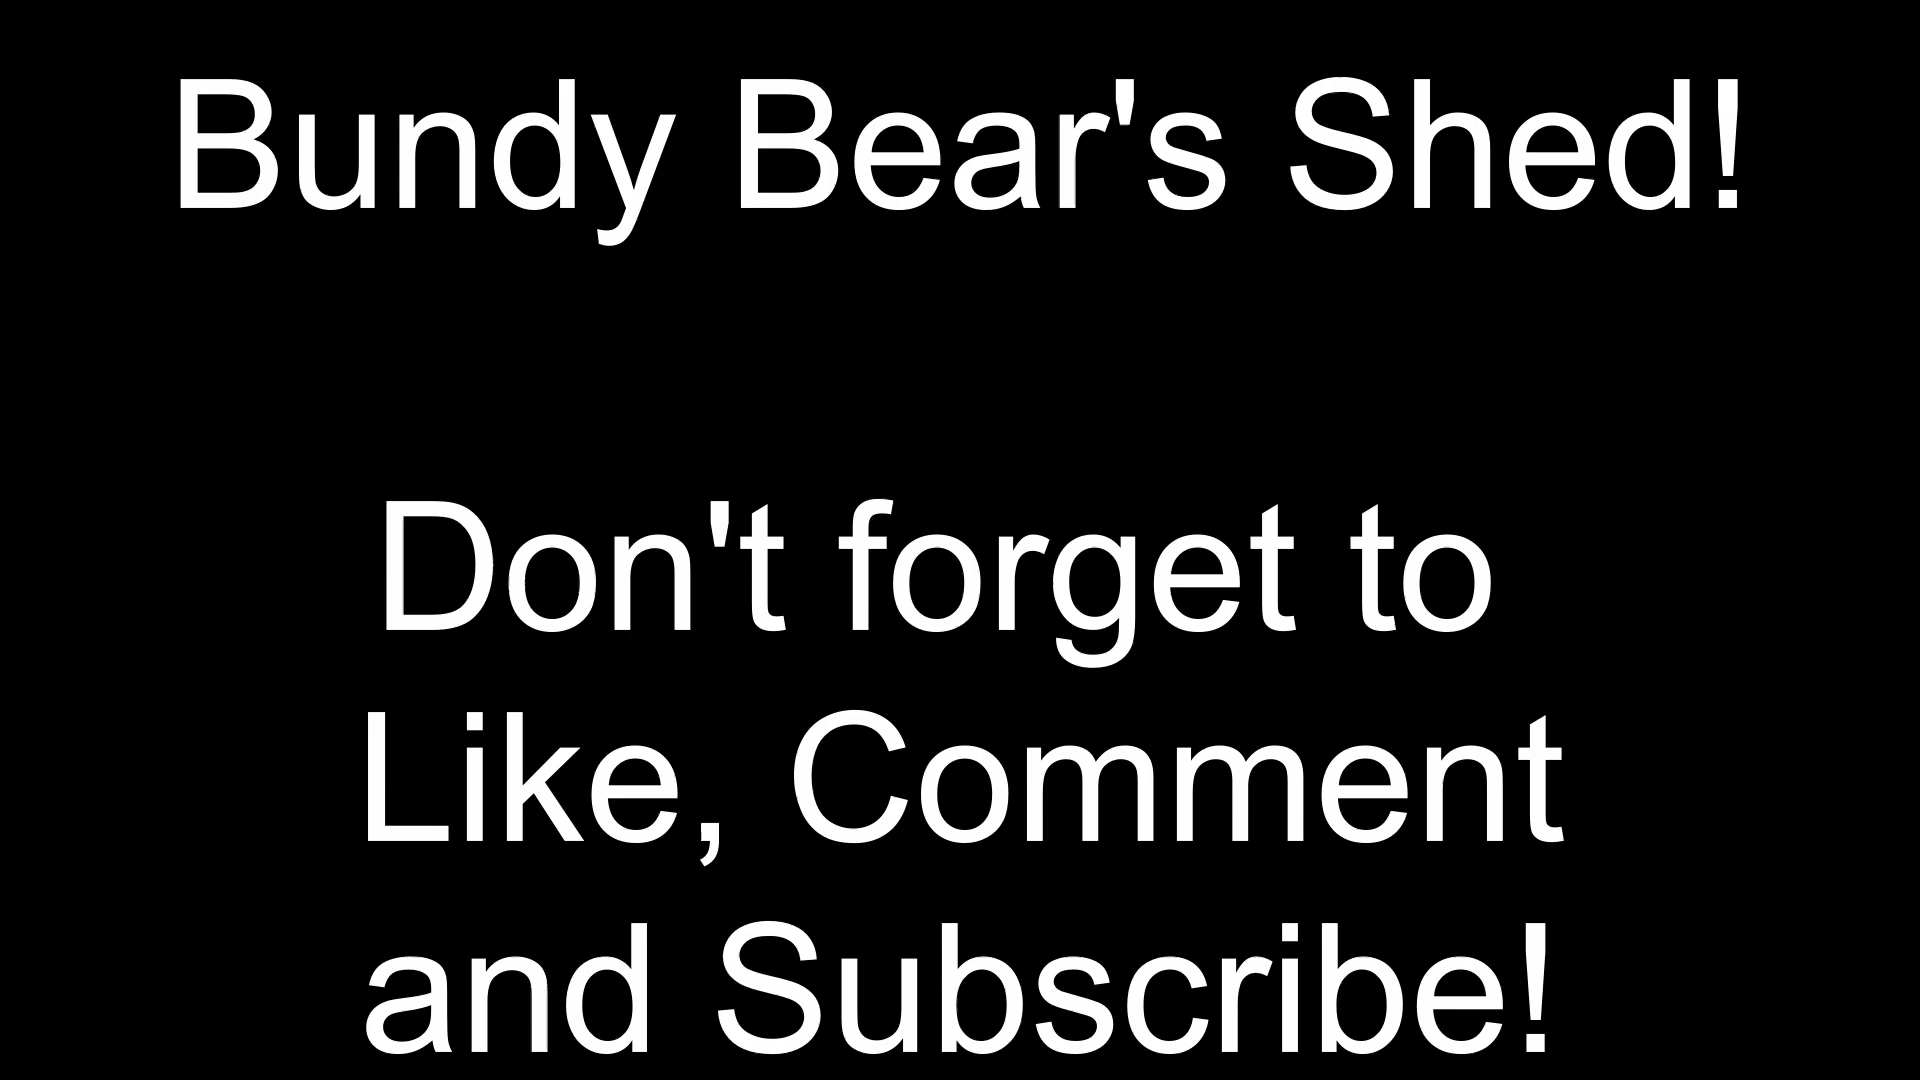 Bundy Bear's Shed!
Don't forget to
Like, Comment
and Subscribe!